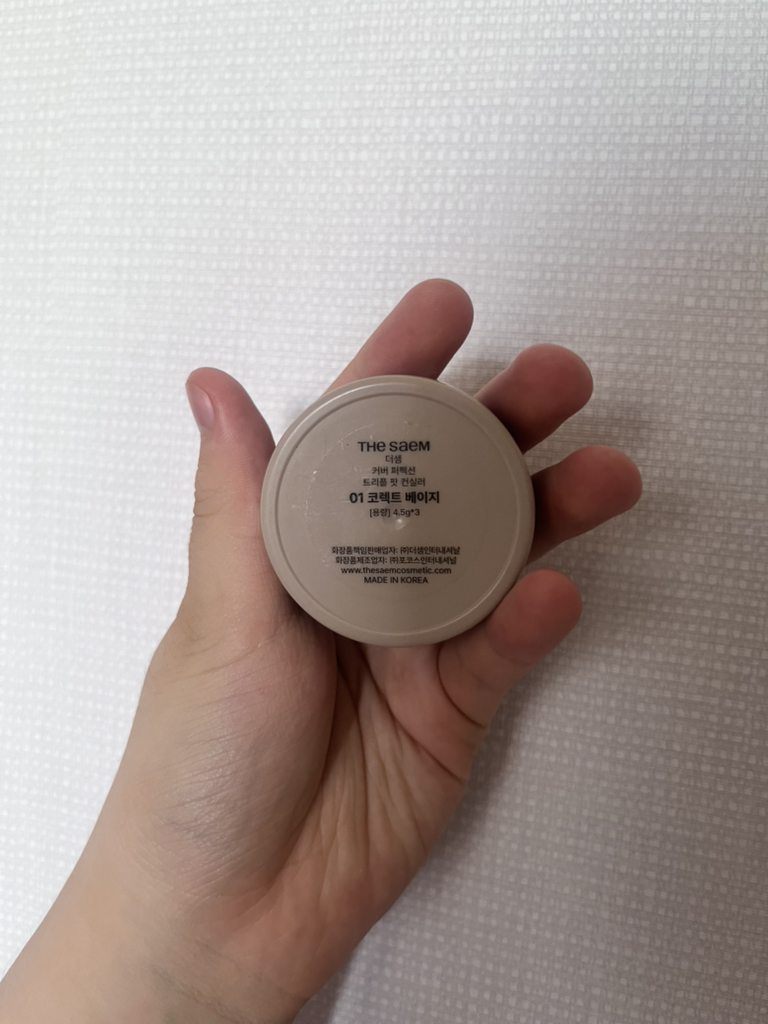 THE SAEM
더샘
커버 퍼펙션
트리플 팟 컨실러
01 코렉트 베이지
[용량] 4.5g*3
화장품책임판매업자: ㈜더샘인터내셔날
화장품제조업자: ㈜포코스인터내셔널
www.thesaemcosmetic.com
MADE IN KOREA